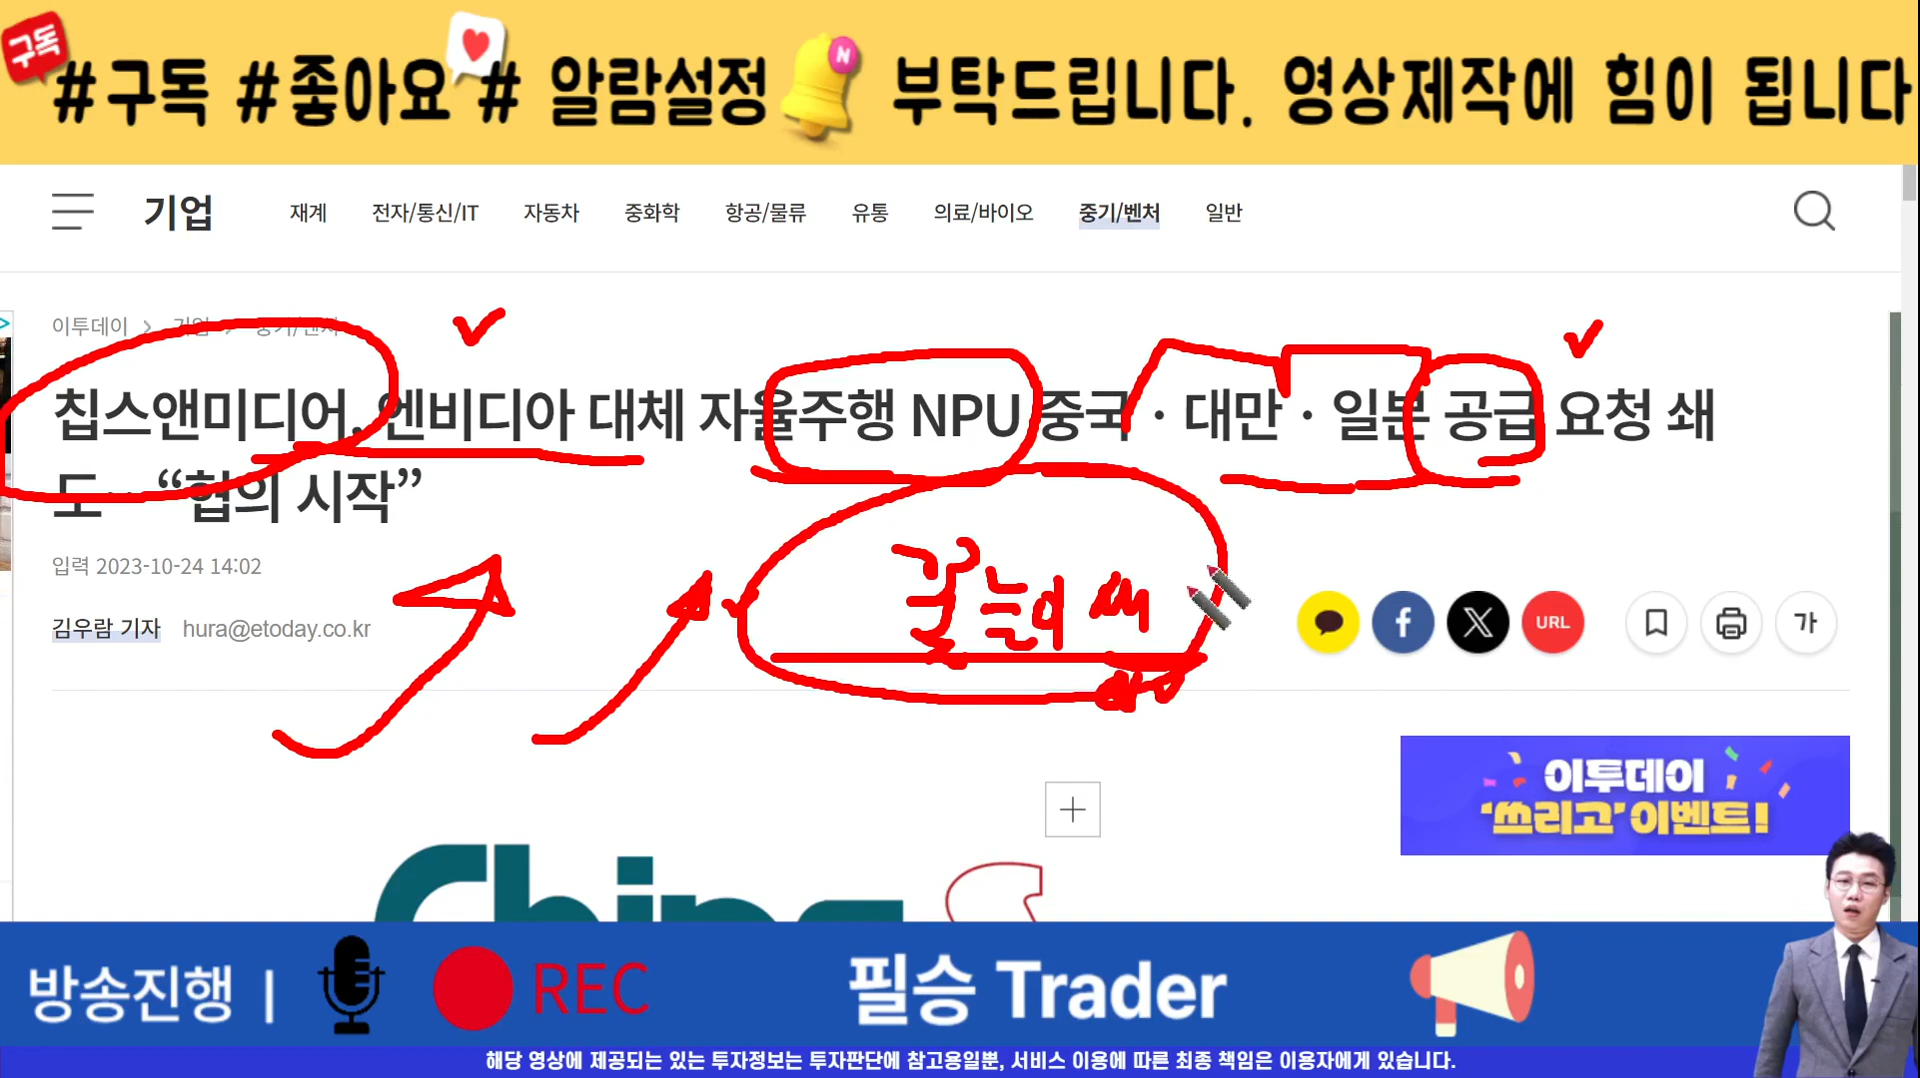 구독
#구독 #좋아요 # 알람설정 N 부탁드립니다. 영상제작에 힘이 됩니다
기업 재계 전자/통신/IT 자동차 중화학 항공/물류 유통 의료/바이오 중기/벤처 일반
이투데이 > 기업 > 중기/벤처
칩스앤미디어, 엔비디아 대체 자율주행 NPU 중국·대만·일본 공급 요청 쇄
도… “협의 시작”
입력 2023-10-24 14:02
김우람 기자 hura@etoday.co.kr
URL 가
이투데이
‘쓰리고’ 이벤트!
Chips
방송진행 | REC 필승 Trader
해당 영상에 제공되는 있는 투자정보는 투자판단에 참고용일뿐, 서비스 이용에 따른 최종 책임은 이용자에게 있습니다.